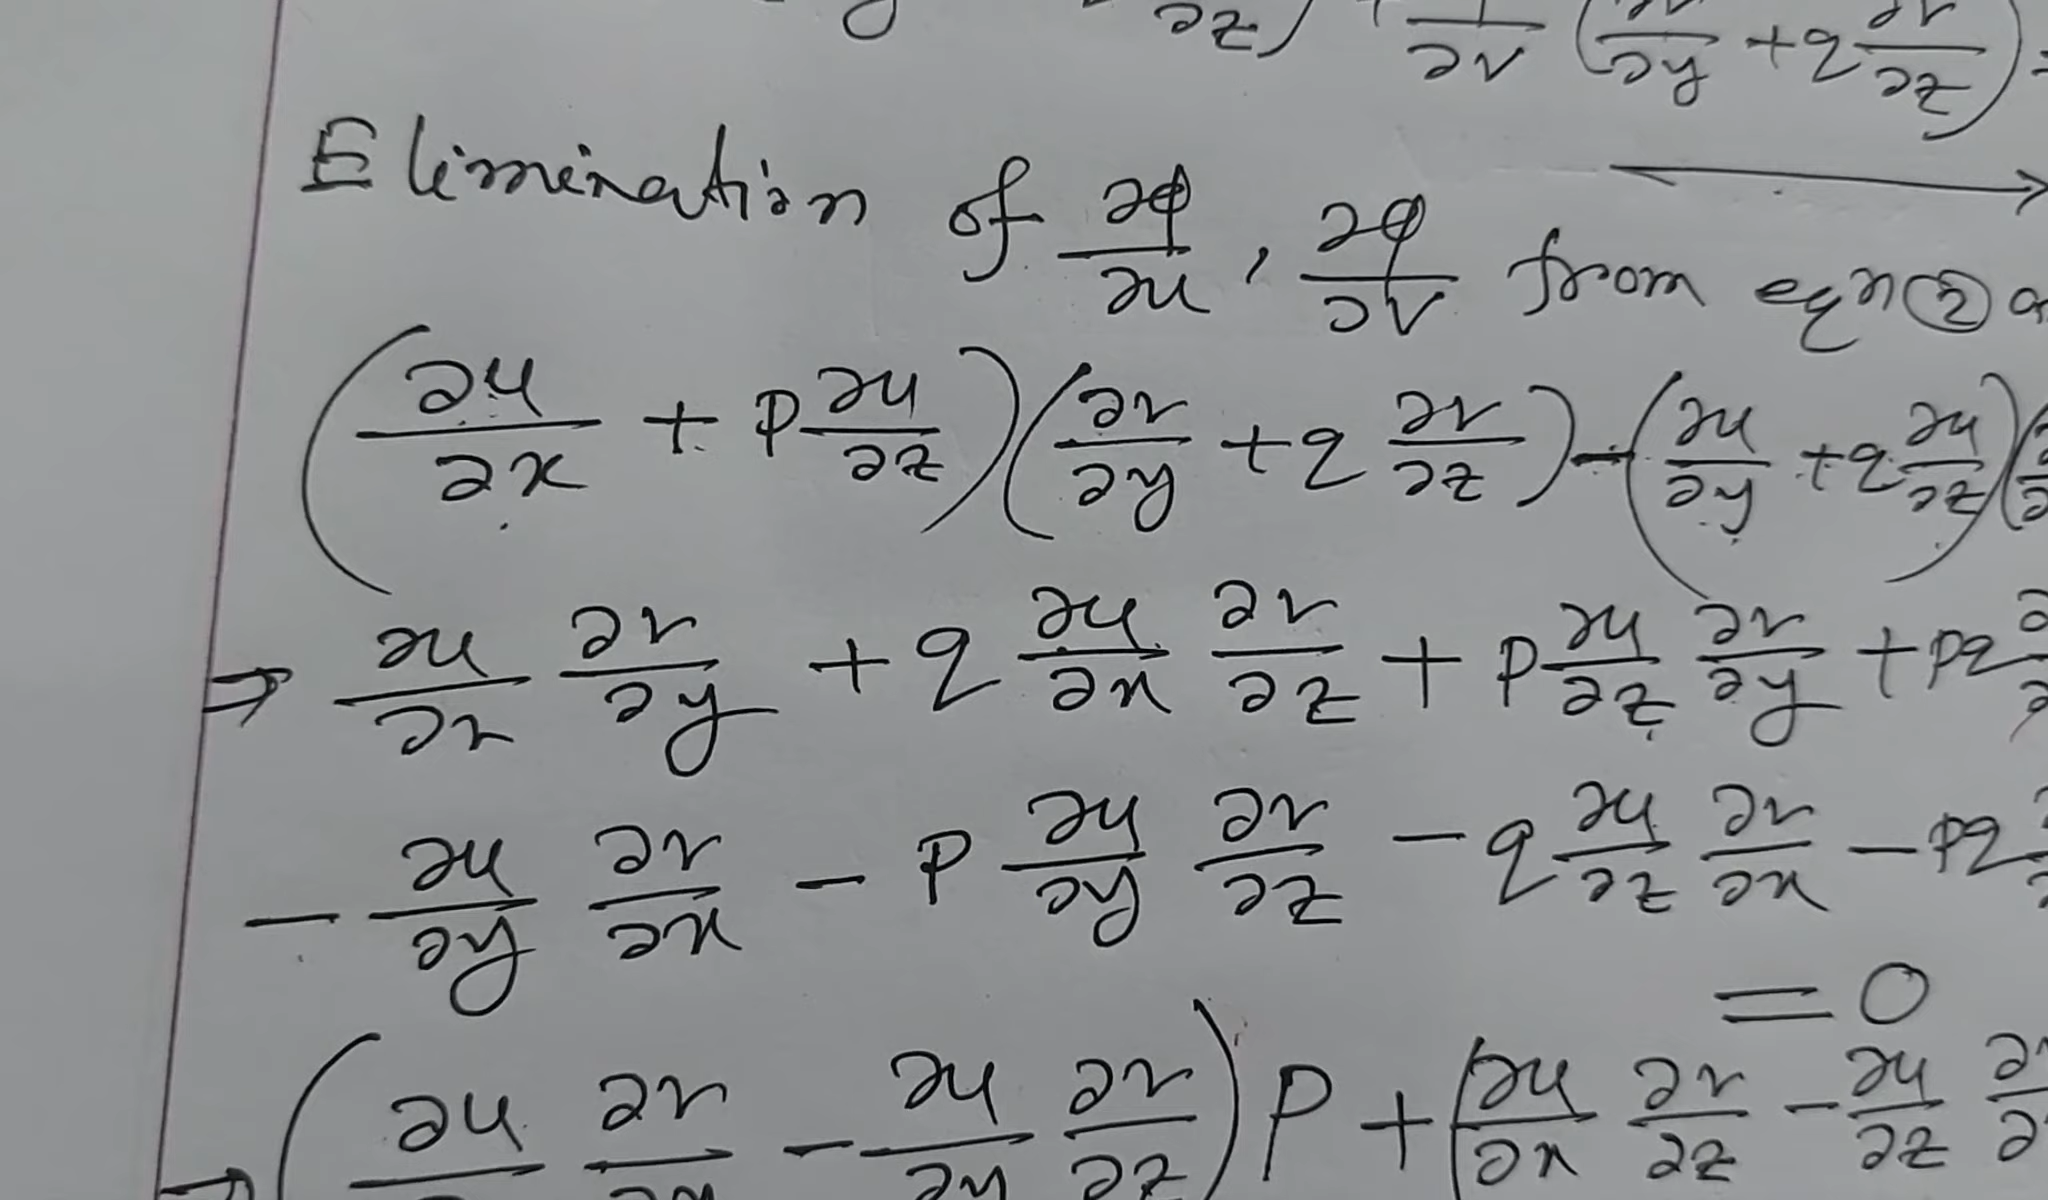 ∂z) ∂v (∂y + q ∂z) =
Elimination of ∂φ/∂u, ∂φ/∂v from eqn ②
(∂u/∂x + p ∂u/∂z)(∂v/∂y + q ∂v/∂z) - (∂u/∂y + q ∂u/∂z)(
⇒ ∂u/∂x ∂v/∂y + q ∂u/∂x ∂v/∂z + p ∂u/∂z ∂v/∂y + pq
- ∂u/∂y ∂v/∂x - p ∂u/∂y ∂v/∂z - q ∂u/∂z ∂v/∂x - pq
= 0
⇒ (∂u ∂v - ∂u/∂y ∂v/∂z) p + (∂u/∂x ∂v/∂z - ∂u/∂z